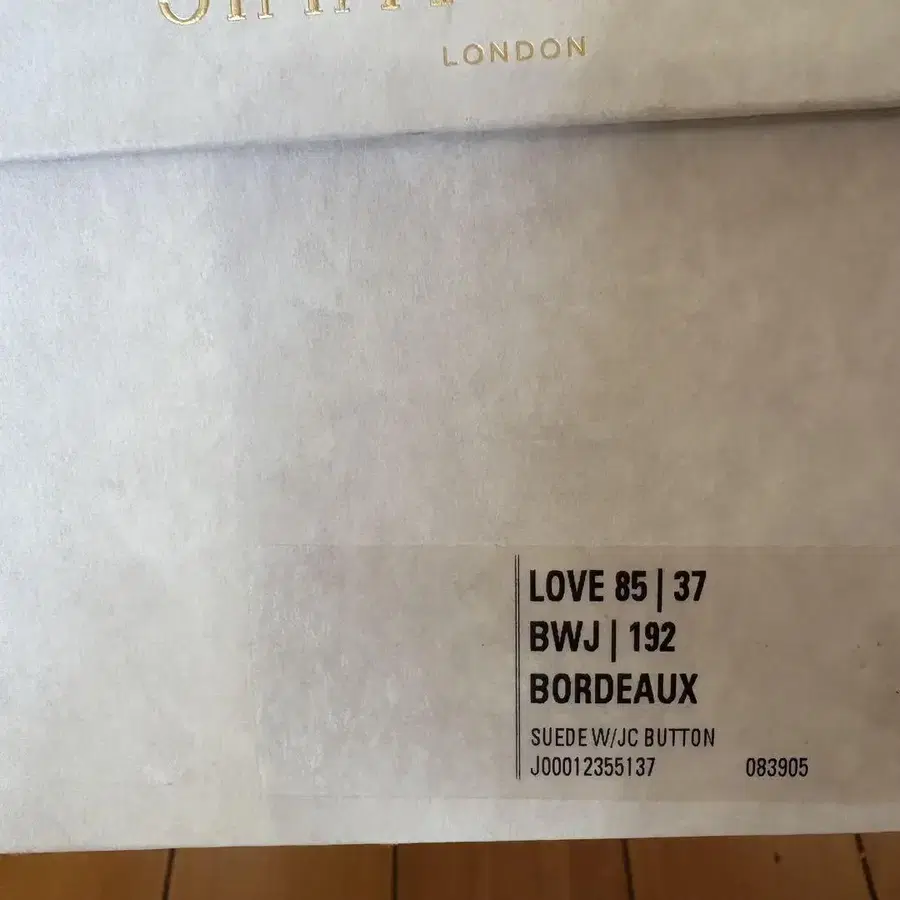 LONDON
LOVE 85 | 37
BWJ | 192
BORDEAUX
SUEDE W/JC BUTTON
J00012355137 083905